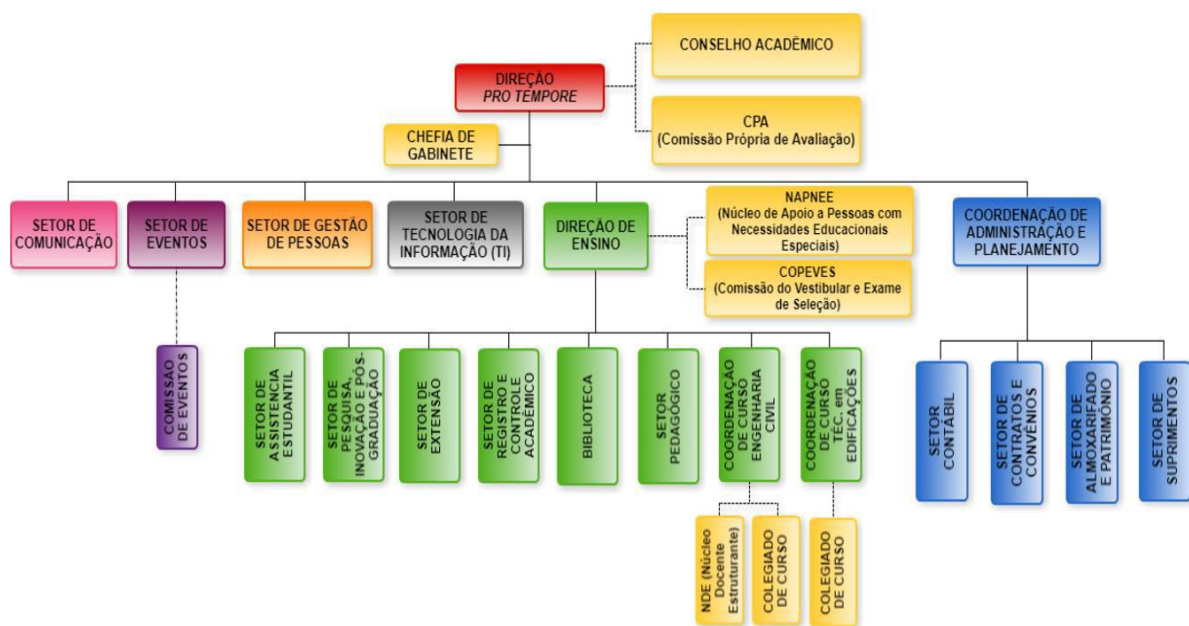 CONSELHO ACADÊMICO
DIREÇÃO
PRO TEMPORE
CPA
(Comissão Própria de Avaliação)
CHEFIA DE
GABINETE
SETOR DE
COMUNICAÇÃO
SETOR DE
EVENTOS
SETOR DE GESTÃO
DE PESSOAS
SETOR DE
TECNOLOGIA DA
INFORMAÇÃO (TI)
DIREÇÃO DE
ENSINO
NAPNEE
(Núcleo de Apoio a Pessoas com
Necessidades Educacionais
Especiais)
COPEVES
(Comissão do Vestibular e Exame
de Seleção)
COORDENAÇÃO DE
ADMINISTRAÇÃO E
PLANEJAMENTO
COMISSÃO
DE EVENTOS
SETOR DE
ASSISTENCIA
ESTUDANTIL
SETOR DE
PESQUISA,
INOVAÇÃO E PÓS-
GRADUAÇÃO
SETOR DE
EXTENSÃO
SETOR DE
REGISTRO E
CONTROLE
ACADÊMICO
BIBLIOTECA
SETOR
PEDAGÓGICO
COORDENAÇÃO
DE CURSO
ENGENHARIA
CIVIL
COORDENAÇÃO
DE CURSO
TÉC. em
EDIFICAÇÕES
SETOR
CONTÁBIL
SETOR DE
CONTRATOS E
CONVÊNIOS
SETOR DE
ALMOXARIFADO
E PATRIMÔNIO
SETOR DE
SUPRIMENTOS
NDE (Núcleo
Docente
Estruturante)
COLEGIADO
DE CURSO
COLEGIADO
DE CURSO